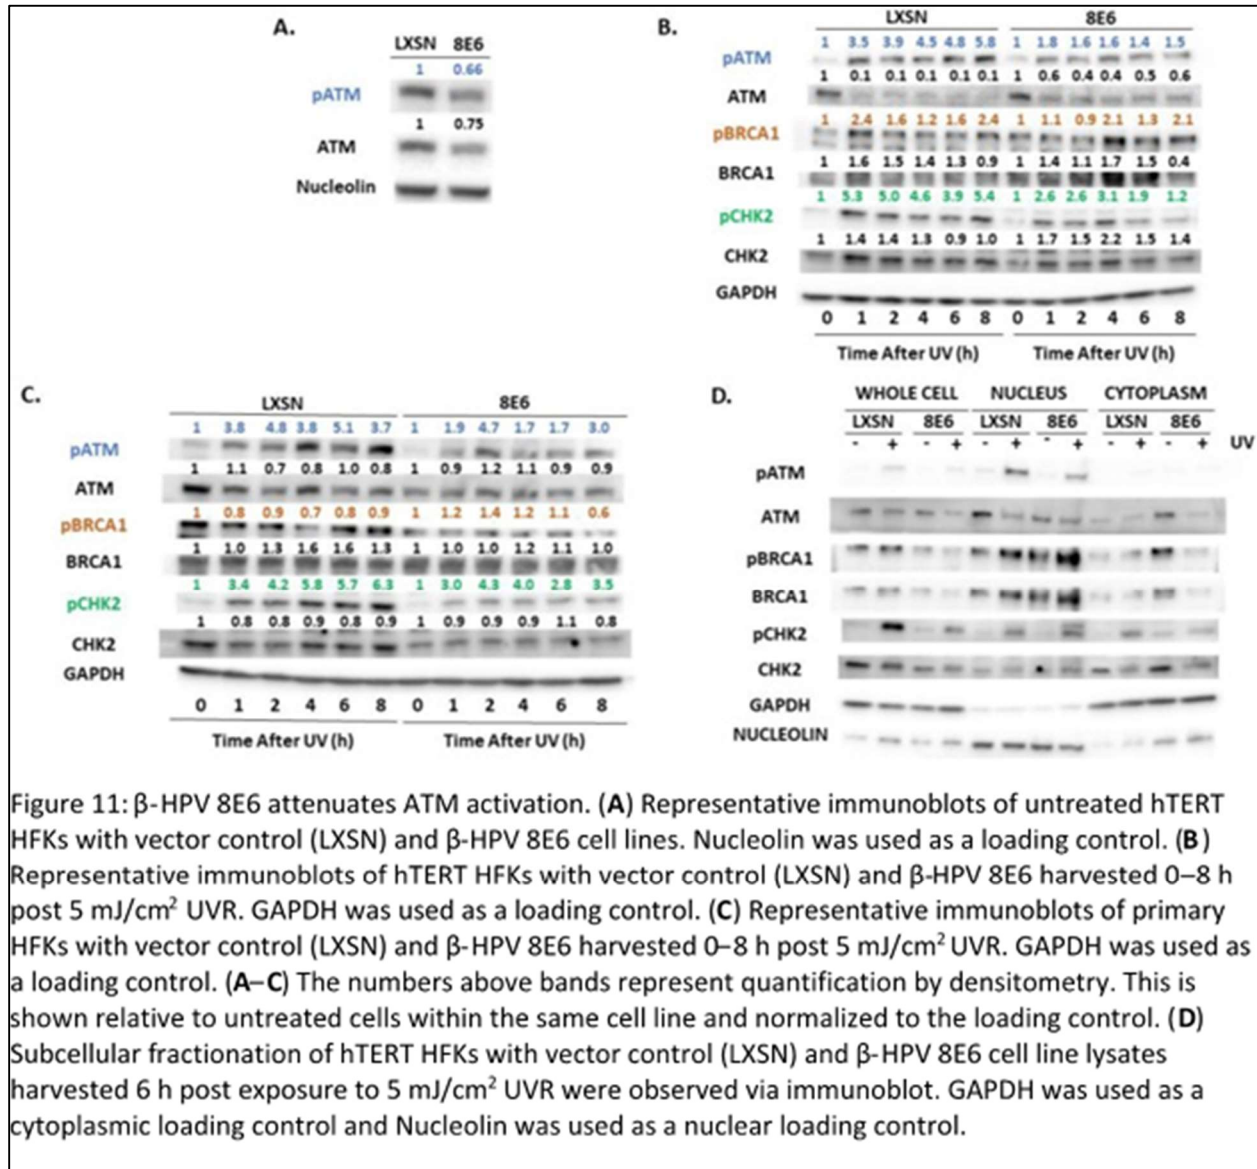 A.
LXSN 8E6
1 0.66
pATM
1 0.75
ATM
Nucleolin
B.
LXSN 8E6
1 3.5 3.9 4.5 4.8 5.8 1 1.8 1.6 1.6 1.4 1.5
pATM
1 0.1 0.1 0.1 0.1 0.1 1 0.6 0.4 0.4 0.5 0.6
ATM
1 2.4 1.6 1.2 1.6 2.4 1 1.1 0.9 2.1 1.3 2.1
pBRCA1
1 1.6 1.5 1.4 1.3 0.9 1 1.4 1.1 1.7 1.5 0.4
BRCA1
1 5.3 5.0 4.6 3.9 5.4 1 2.6 2.6 3.1 1.9 1.2
pCHK2
1 1.4 1.4 1.3 0.9 1.0 1 1.7 1.5 2.2 1.5 1.4
CHK2
GAPDH
0 1 2 4 6 8 0 1 2 4 6 8
Time After UV (h) Time After UV (h)
C.
LXSN 8E6
1 3.8 4.8 3.8 5.1 3.7 1 1.9 4.7 1.7 1.7 3.0
pATM
1 1.1 0.7 0.8 1.0 0.8 1 0.9 1.2 1.1 0.9 0.9
ATM
1 0.8 0.9 0.7 0.8 0.9 1 1.2 1.4 1.2 1.1 0.6
pBRCA1
1 1.0 1.3 1.6 1.6 1.3 1 1.0 1.0 1.2 1.1 1.0
BRCA1
1 3.4 4.2 5.8 5.7 6.3 1 3.0 4.3 4.0 2.8 3.5
pCHK2
1 0.8 0.8 0.9 0.8 0.9 1 0.9 0.9 0.9 1.1 0.8
CHK2
GAPDH
0 1 2 4 6 8 0 1 2 4 6 8
Time After UV (h) Time After UV (h)
D.
WHOLE CELL NUCLEUS CYTOPLASM
LXSN 8E6 LXSN 8E6 LXSN 8E6
- + - + - + - + - + - + UV
pATM
ATM
pBRCA1
BRCA1
pCHK2
CHK2
GAPDH
NUCLEOLIN
Figure 11: β-HPV 8E6 attenuates ATM activation. (A) Representative immunoblots of untreated hTERT
HFKs with vector control (LXSN) and β-HPV 8E6 cell lines. Nucleolin was used as a loading control. (B)
Representative immunoblots of hTERT HFKs with vector control (LXSN) and β-HPV 8E6 harvested 0–8 h
post 5 mJ/cm² UVR. GAPDH was used as a loading control. (C) Representative immunoblots of primary
HFKs with vector control (LXSN) and β-HPV 8E6 harvested 0–8 h post 5 mJ/cm² UVR. GAPDH was used as
a loading control. (A–C) The numbers above bands represent quantification by densitometry. This is
shown relative to untreated cells within the same cell line and normalized to the loading control. (D)
Subcellular fractionation of hTERT HFKs with vector control (LXSN) and β-HPV 8E6 cell line lysates
harvested 6 h post exposure to 5 mJ/cm² UVR were observed via immunoblot. GAPDH was used as a
cytoplasmic loading control and Nucleolin was used as a nuclear loading control.